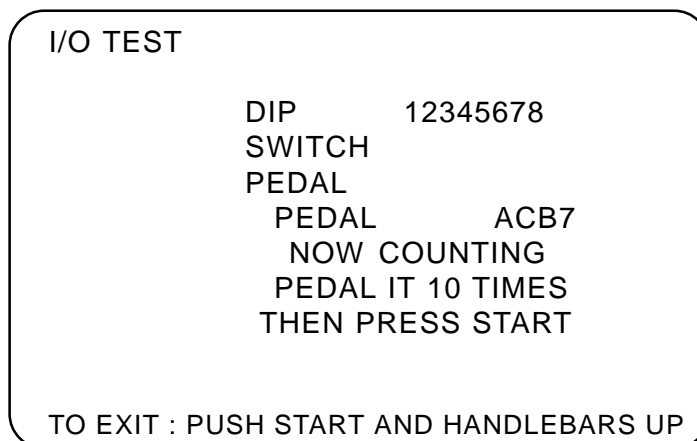 I/O TEST
DIP 12345678
SWITCH
PEDAL
PEDAL ACB7
NOW COUNTING
PEDAL IT 10 TIMES
THEN PRESS START
TO EXIT : PUSH START AND HANDLEBARS UP